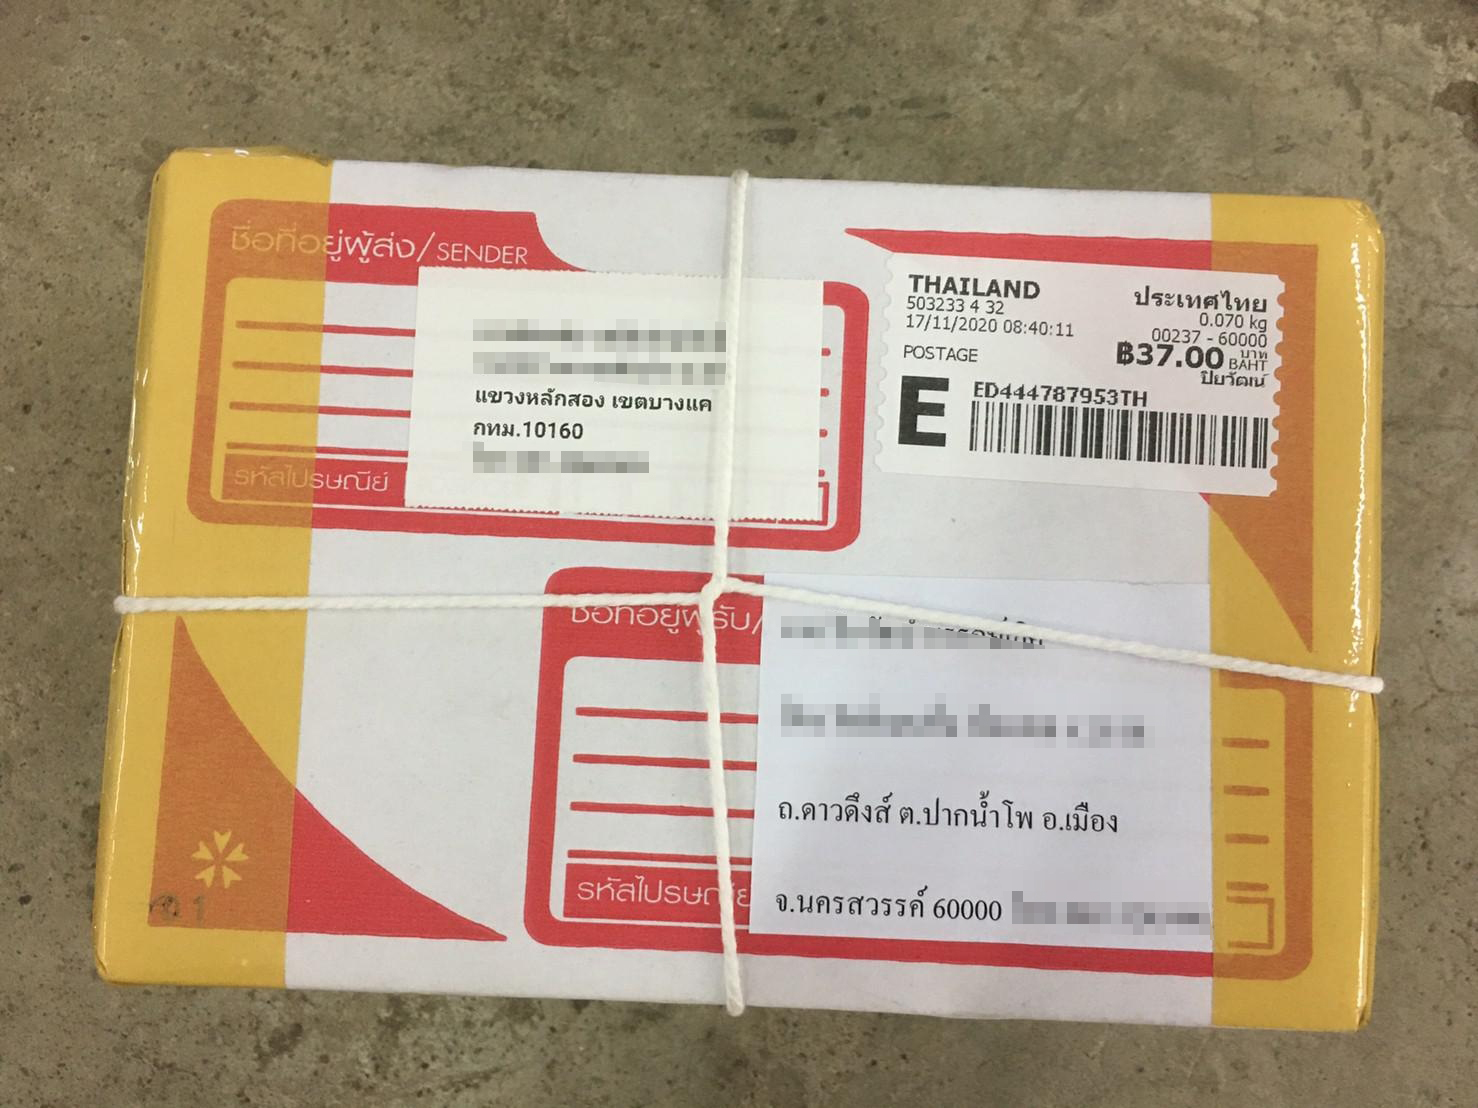 ชื่อที่อยู่ผู้ส่ง/SENDER
แขวงหลักสอง เขตบางแค
กทม.10160
รหัสไปรษณีย์
THAILAND
ประเทศไทย
503233 4 32
0.070 kg
17/11/2020 08:40:11
00237 - 60000
POSTAGE
฿37.00 บาท BAHT
ปิยวัฒน์
E
ED444787953TH
ชื่อที่อยู่ผู้รับ/
ถ.ดาวดึงส์ ต.ปากน้ำโพ อ.เมือง
จ.นครสวรรค์ 60000
รหัสไปรษณีย์